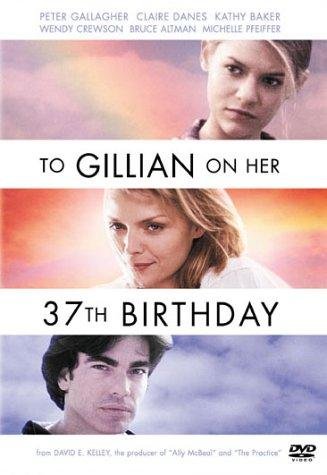 PETER GALLAGHER CLAIRE DANES KATHY BAKER
WENDY CREWSON BRUCE ALTMAN MICHELLE PFEIFFER
TO GILLIAN ON HER
37TH BIRTHDAY
from DAVID E. KELLEY, the producer of "Ally McBeal" and "The Practice"
DVD
VIDEO